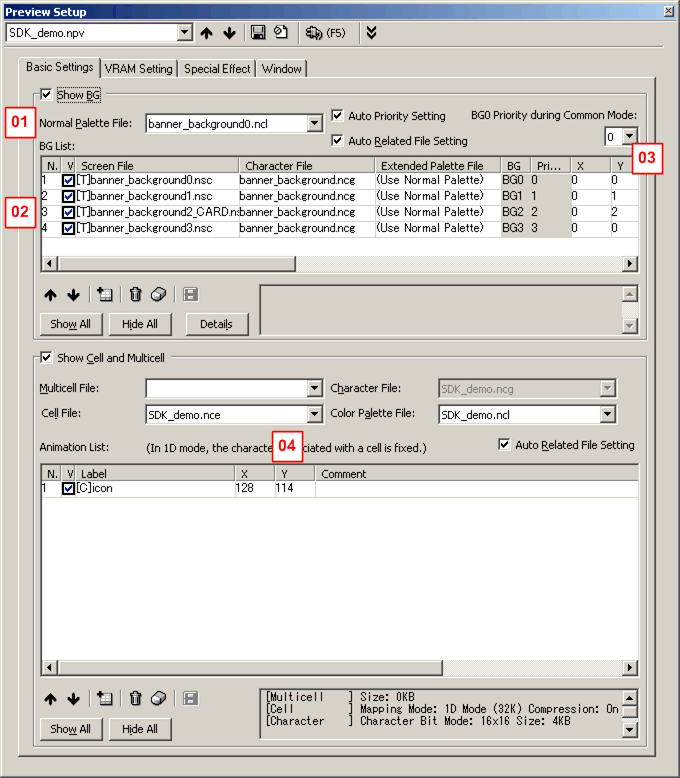 Preview Setup
SDK_demo.npv (F5)
Basic Settings VRAM Setting Special Effect Window
Show BG
01 Normal Palette File: banner_background0.ncl Auto Priority Setting BG0 Priority during Common Mode:
Auto Related File Setting 0
BG List: 03
N. V Screen File Character File Extended Palette File BG Pri... X Y
1 [T]banner_background0.nsc banner_background.ncg (Use Normal Palette) BG0 0 0 0
02 2 [T]banner_background1.nsc banner_background.ncg (Use Normal Palette) BG1 1 0 1
3 [T]banner_background2_CARD.ns banner_background.ncg (Use Normal Palette) BG2 2 0 2
4 [T]banner_background3.nsc banner_background.ncg (Use Normal Palette) BG3 3 0 0
Show All Hide All Details
Show Cell and Multicell
Multicell File: Character File: SDK_demo.ncg
Cell File: SDK_demo.nce Color Palette File: SDK_demo.ncl
Animation List: (In 1D mode, the character 04 ciated with a cell is fixed.) Auto Related File Setting
N. V Label X Y Comment
1 [C]icon 128 114
[Multicell ] Size: 0KB
[Cell ] Mapping Mode: 1D Mode (32K) Compression: On
[Character ] Character Bit Mode: 16x16 Size: 4KB
Show All Hide All